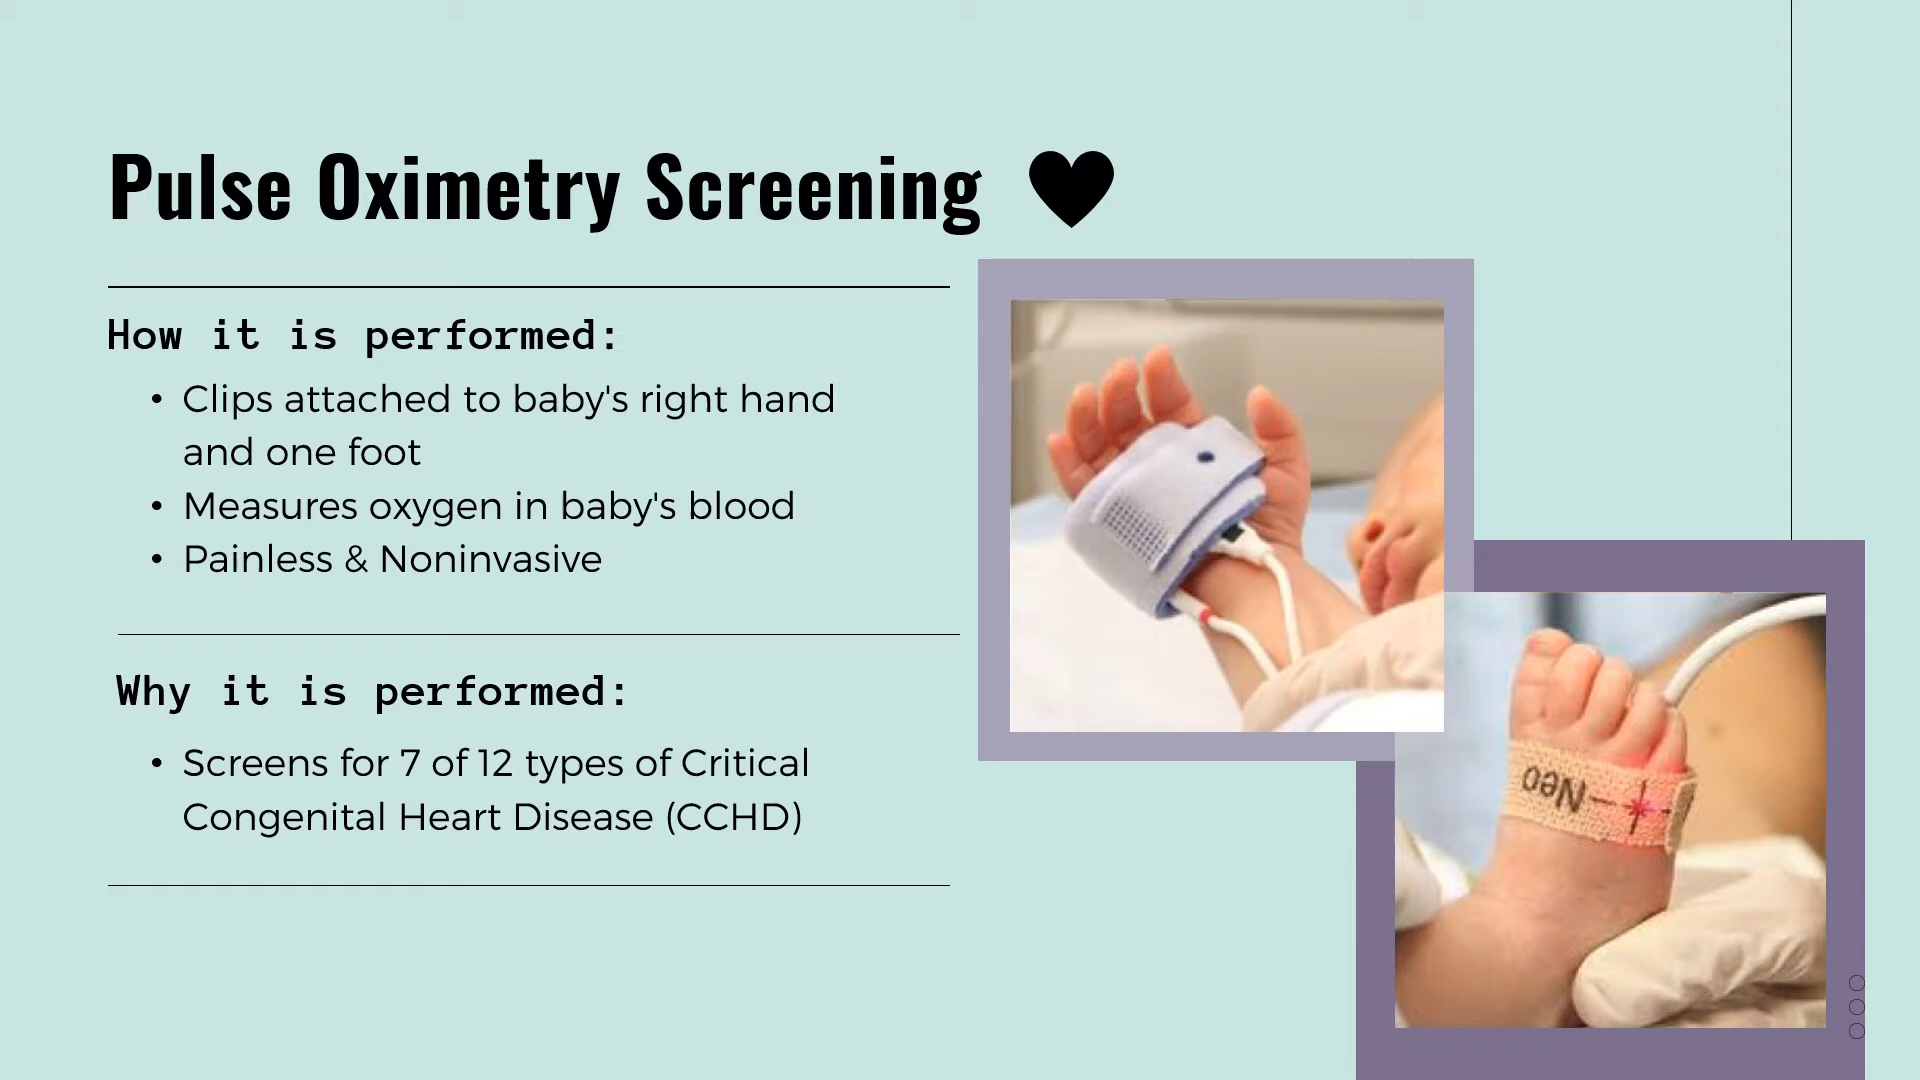 Pulse Oximetry Screening
How it is performed:
• Clips attached to baby's right hand
and one foot
• Measures oxygen in baby's blood
• Painless & Noninvasive
Why it is performed:
• Screens for 7 of 12 types of Critical
Congenital Heart Disease (CCHD)
Neo